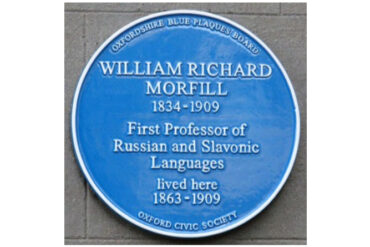 OXFORDSHIRE BLUE PLAQUES BOARD
WILLIAM RICHARD
MORFILL
1834-1909
First Professor of
Russian and Slavonic
Languages
lived here
1863-1909
OXFORD CIVIC SOCIETY